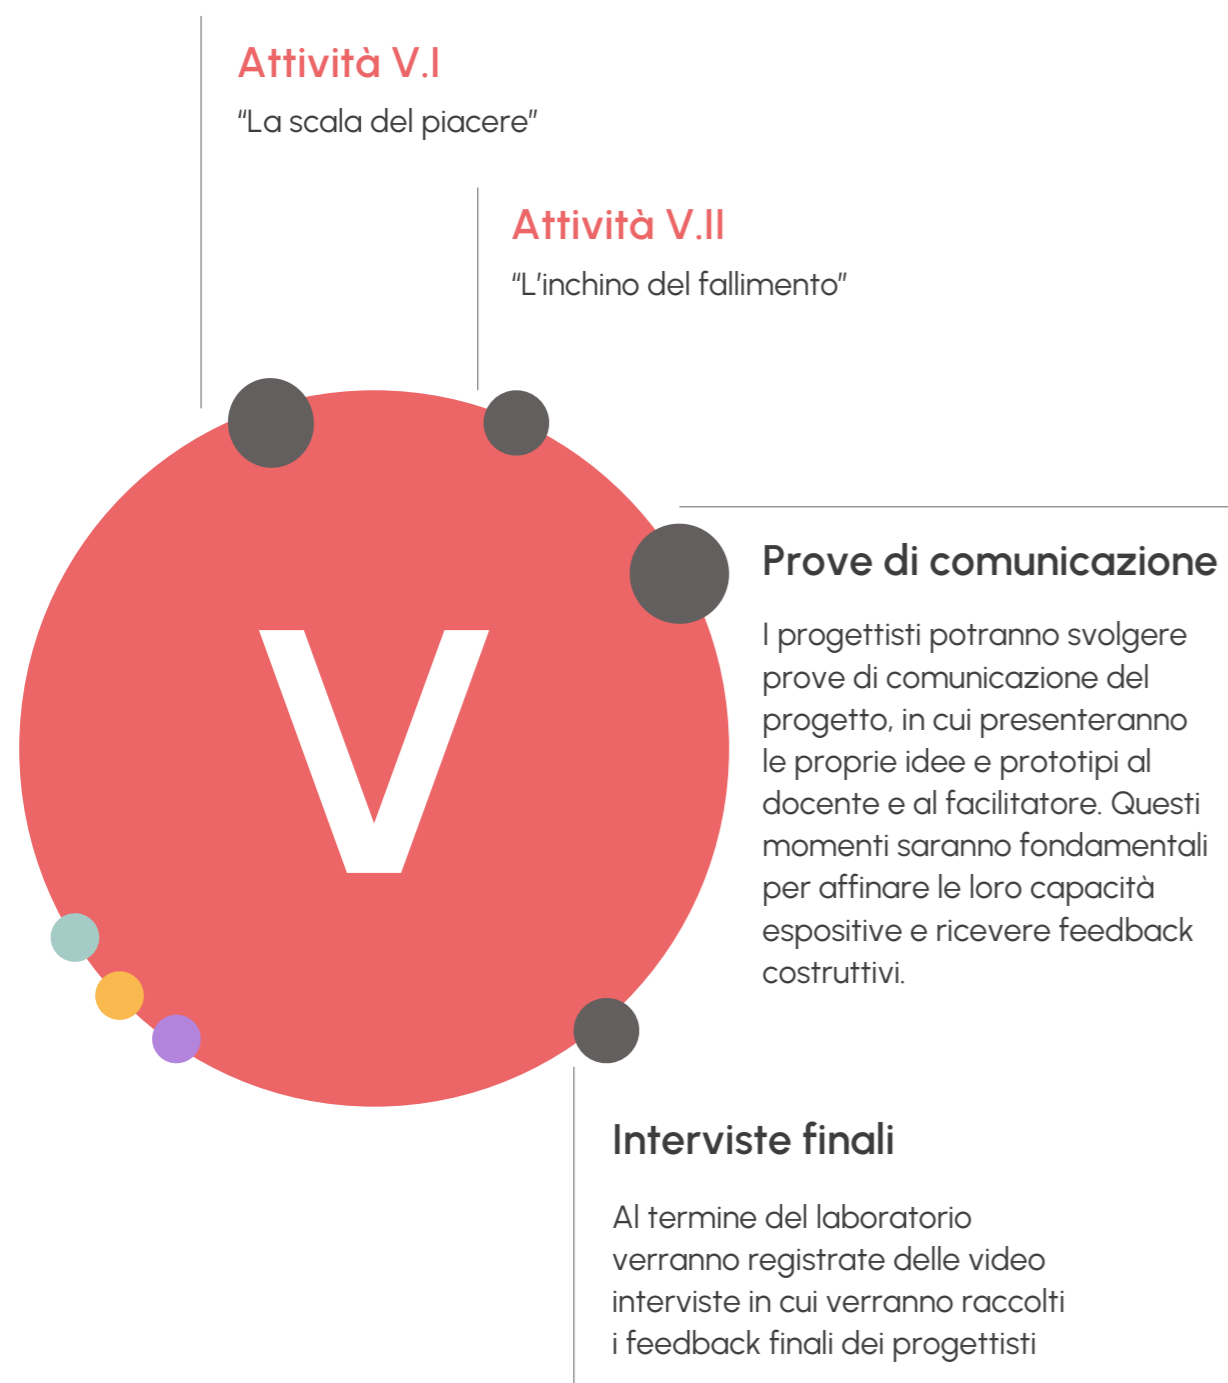 Attività V.I
“La scala del piacere”
Attività V.II
“L’inchino del fallimento”
V
Prove di comunicazione
I progettisti potranno svolgere
prove di comunicazione del
progetto, in cui presenteranno
le proprie idee e prototipi al
docente e al facilitatore. Questi
momenti saranno fondamentali
per affinare le loro capacità
espositive e ricevere feedback
costruttivi.
Interviste finali
Al termine del laboratorio
verranno registrate delle video
interviste in cui verranno raccolti
i feedback finali dei progettisti